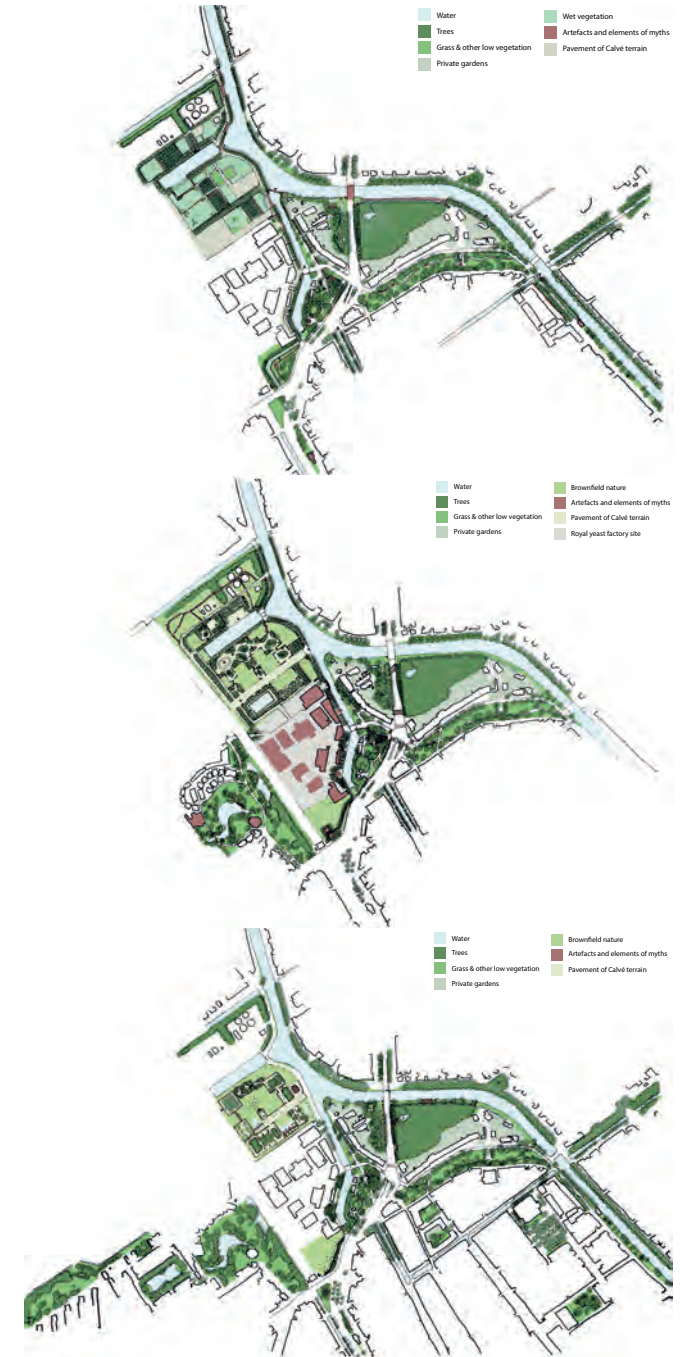 Water
Trees
Grass & other low vegetation
Private gardens
Wet vegetation
Artefacts and elements of myths
Pavement of Calvé terrain
Water
Trees
Grass & other low vegetation
Private gardens
Brownfield nature
Artefacts and elements of myths
Pavement of Calvé terrain
Royal yeast factory site
Water
Trees
Grass & other low vegetation
Private gardens
Brownfield nature
Artefacts and elements of myths
Pavement of Calvé terrain